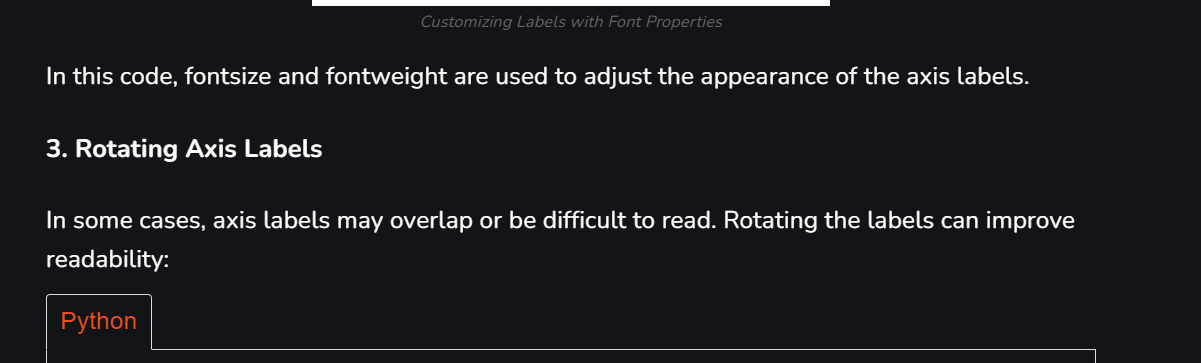 Customizing Labels with Font Properties
In this code, fontsize and fontweight are used to adjust the appearance of the axis labels.
3. Rotating Axis Labels
In some cases, axis labels may overlap or be difficult to read. Rotating the labels can improve
readability:
Python